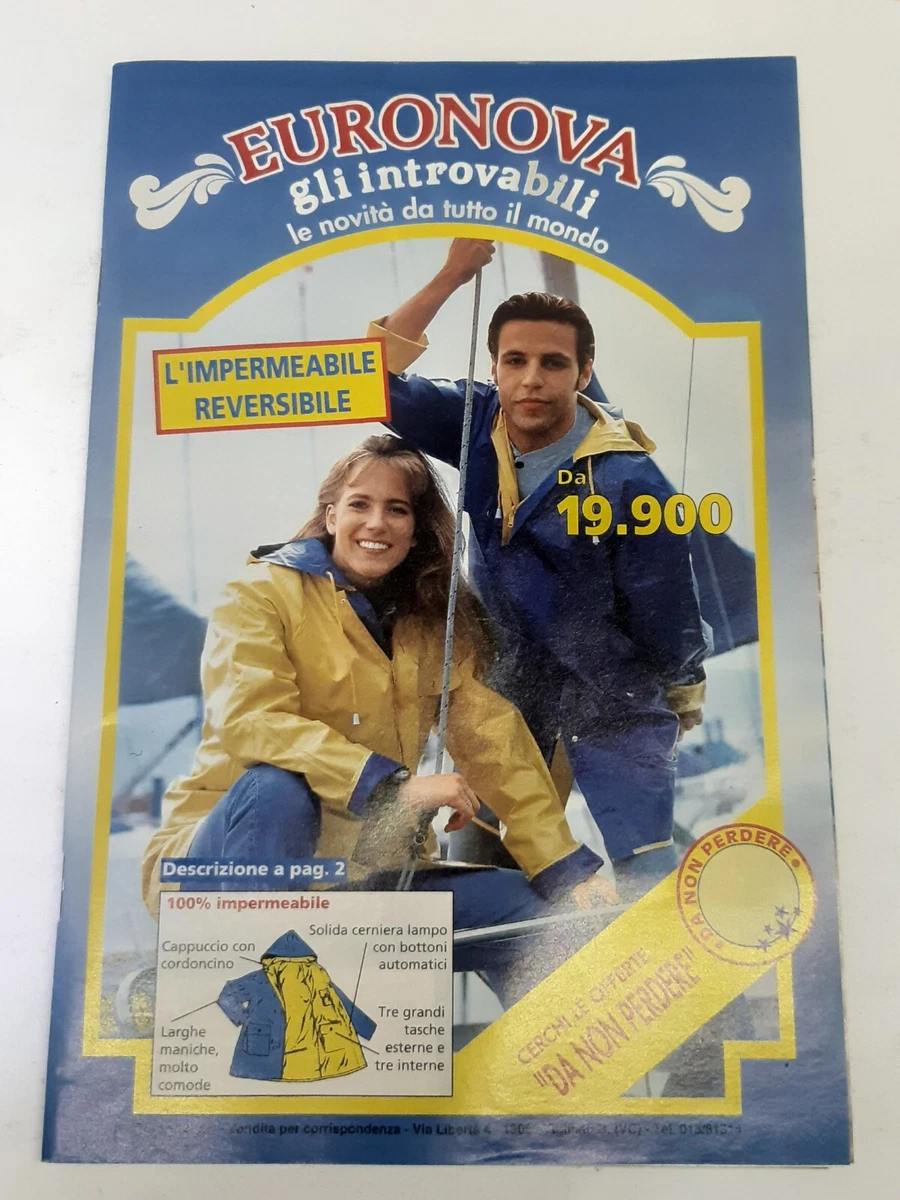 EURONOVA
gli introvabili
le novità da tutto il mondo
L'IMPERMEABILE
REVERSIBILE
Da
19.900
Descrizione a pag. 2
100% impermeabile
Cappuccio con
cordoncino
Solida cerniera lampo
con bottoni
automatici
Larghe
maniche,
molto
comode
Tre grandi
tasche
esterne e
tre interne
"DA NON PERDERE"
CERCHI LE OFFERTE
"DA NON PERDERE"
vendita per corrispondenza - Via Libertà 4 (VC) - Tel.